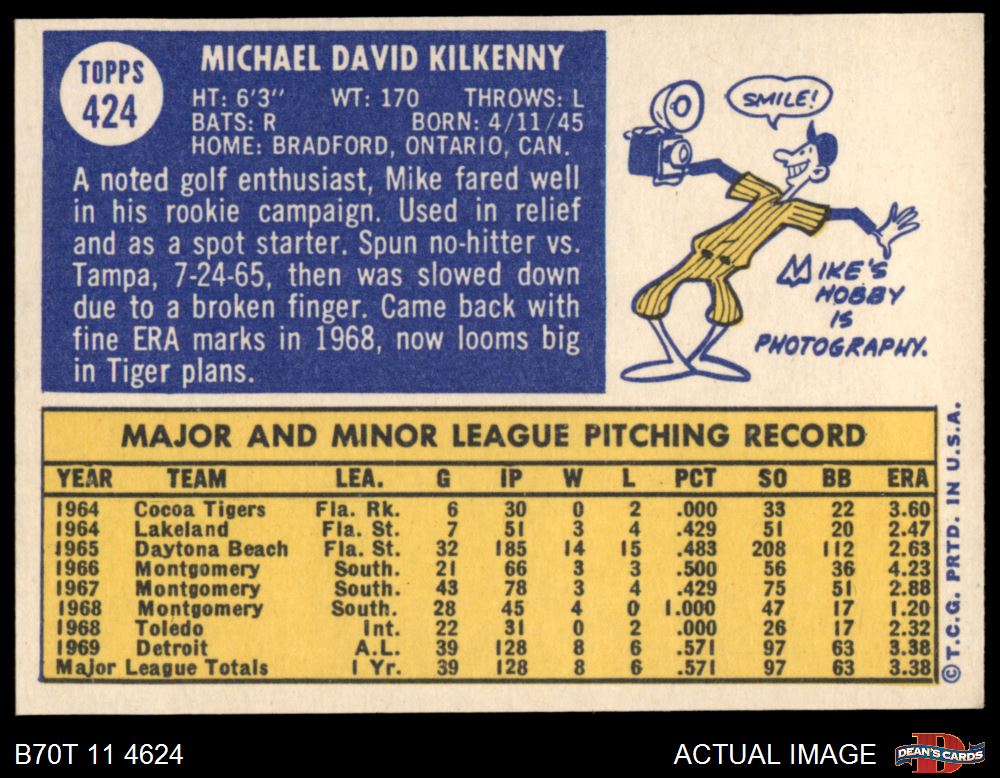 TOPPS
424
MICHAEL DAVID KILKENNY
HT: 6'3" WT: 170 THROWS: L
BATS: R BORN: 4/11/45
HOME: BRADFORD, ONTARIO, CAN.
A noted golf enthusiast, Mike fared well
in his rookie campaign. Used in relief
and as a spot starter. Spun no-hitter vs.
Tampa, 7-24-65, then was slowed down
due to a broken finger. Came back with
fine ERA marks in 1968, now looms big
in Tiger plans.
SMILE!
MIKE'S
HOBBY
IS
PHOTOGRAPHY.
MAJOR AND MINOR LEAGUE PITCHING RECORD
YEAR TEAM LEA. G IP W L PCT SO BB ERA
1964 Cocoa Tigers Fla. Rk. 6 30 0 2 .000 33 22 3.60
1964 Lakeland Fla. St. 7 51 3 4 .429 51 20 2.47
1965 Daytona Beach Fla. St. 32 185 14 15 .483 208 112 2.63
1966 Montgomery South. 21 66 3 3 .500 56 36 4.23
1967 Montgomery South. 43 78 3 4 .429 75 51 2.88
1968 Montgomery South. 28 45 4 0 1.000 47 17 1.20
1968 Toledo Int. 22 31 0 2 .000 26 17 2.32
1969 Detroit A.L. 39 128 8 6 .571 97 63 3.38
Major League Totals 1 Yr. 39 128 8 6 .571 97 63 3.38
© T.C.G. PRTD. IN U.S.A.
B70T 11 4624
ACTUAL IMAGE
DEAN'S CARDS